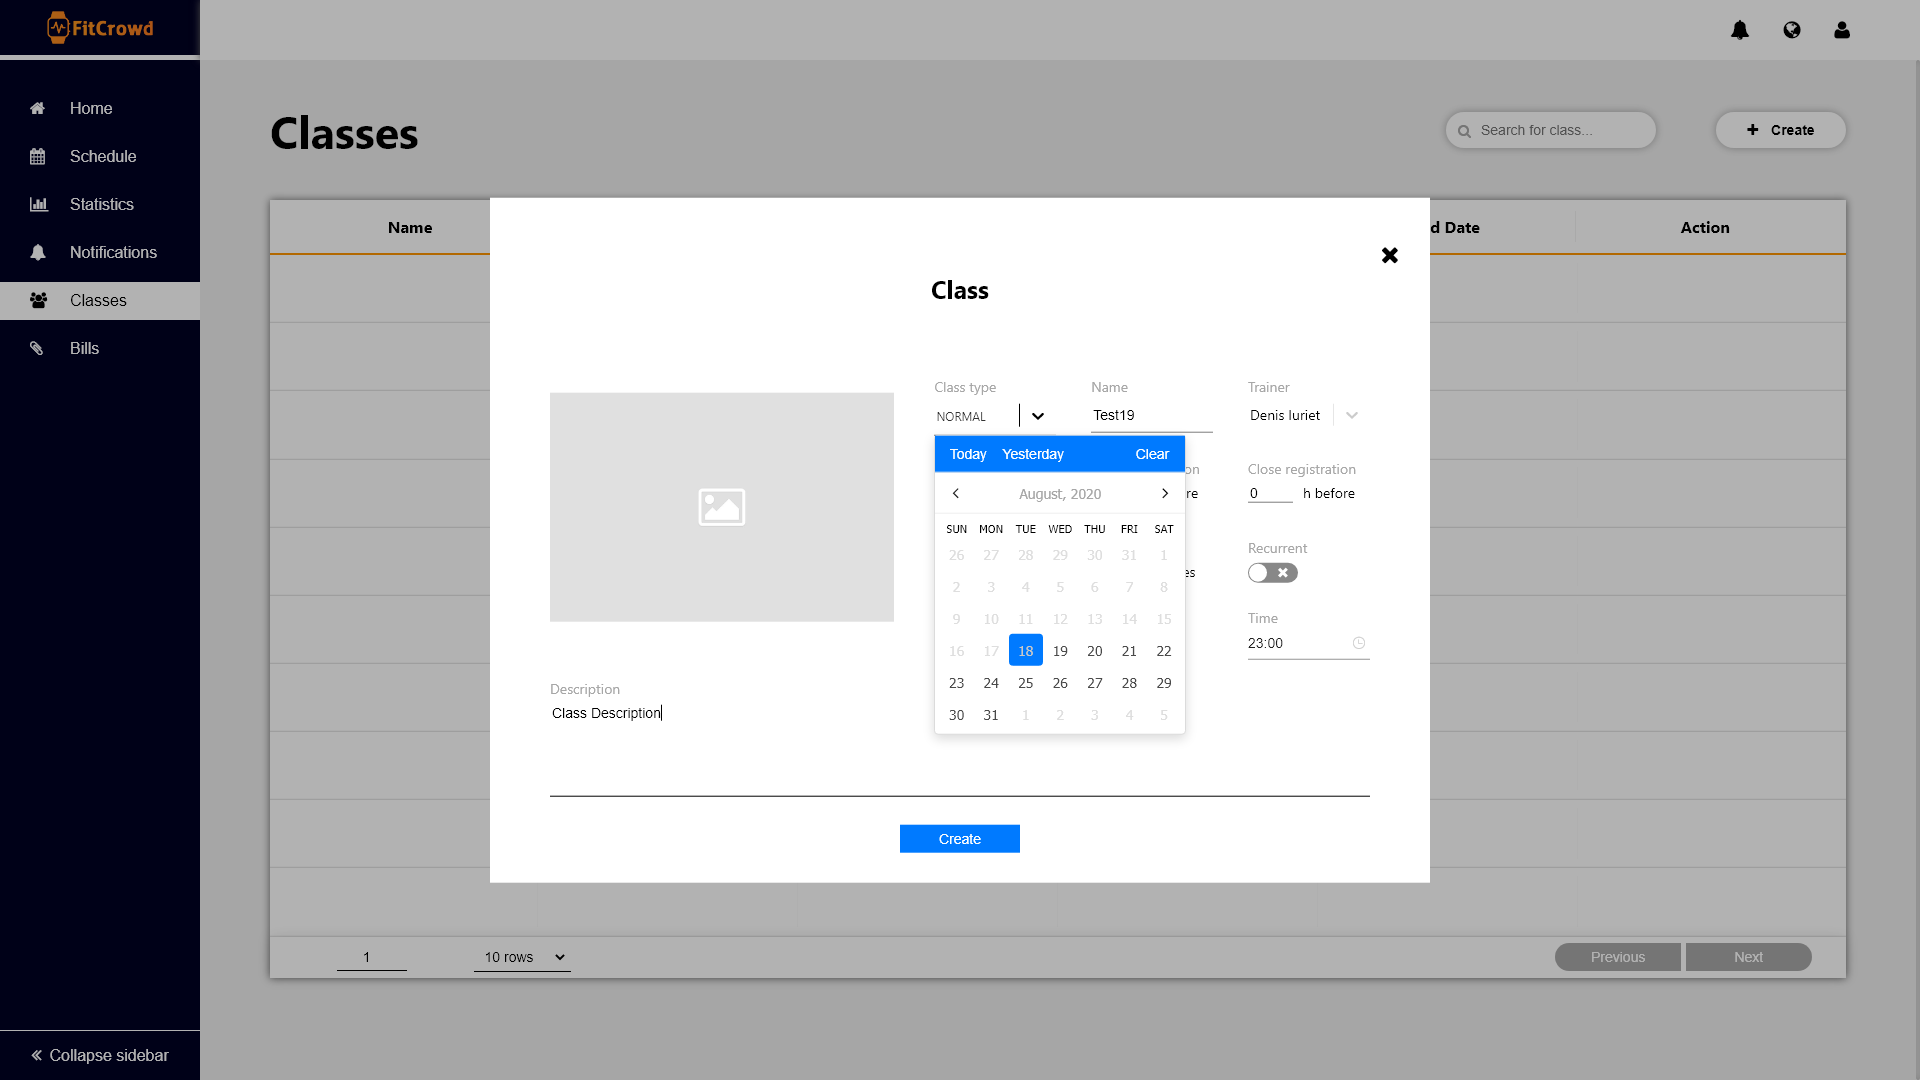 FitCrowd
Home
Schedule
Statistics
Notifications
Classes
Bills
Collapse sidebar
Classes
Search for class...
Create
Name
d Date
Action
Class
Class type
NORMAL
Name
Test19
Trainer
Denis Iuriet
Today Yesterday Clear
on
re
Close registration
0 h before
August, 2020
SUN MON TUE WED THU FRI SAT
26 27 28 29 30 31 1
2 3 4 5 6 7 8
9 10 11 12 13 14 15
16 17 18 19 20 21 22
23 24 25 26 27 28 29
30 31 1 2 3 4 5
es
Recurrent
Time
23:00
Description
Class Description
Create
1
10 rows
Previous
Next